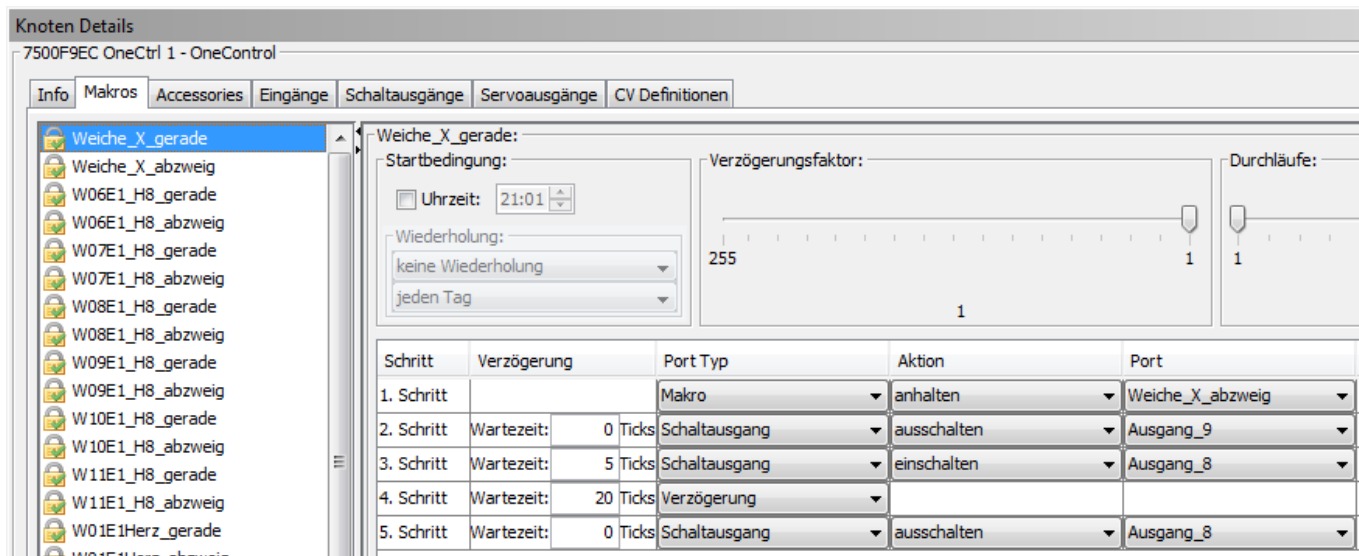 Knoten Details
7500F9EC OneCtrl 1 - OneControl
Info Makros Accessories Eingänge Schaltausgänge Servoausgänge CV Definitionen
Weiche_X_gerade
Weiche_X_abzweig
W06E1_H8_gerade
W06E1_H8_abzweig
W07E1_H8_gerade
W07E1_H8_abzweig
W08E1_H8_gerade
W08E1_H8_abzweig
W09E1_H8_gerade
W09E1_H8_abzweig
W10E1_H8_gerade
W10E1_H8_abzweig
W11E1_H8_gerade
W11E1_H8_abzweig
W01E1Herz_gerade
Weiche_X_gerade:
Startbedingung:
Uhrzeit: 21:01
Wiederholung:
keine Wiederholung
jeden Tag
Verzögerungsfaktor:
255 1
1
Durchläufe:
1
Schritt Verzögerung Port Typ Aktion Port
1. Schritt Makro anhalten Weiche_X_abzweig
2. Schritt Wartezeit: 0 Ticks Schaltausgang ausschalten Ausgang_9
3. Schritt Wartezeit: 5 Ticks Schaltausgang einschalten Ausgang_8
4. Schritt Wartezeit: 20 Ticks Verzögerung
5. Schritt Wartezeit: 0 Ticks Schaltausgang ausschalten Ausgang_8